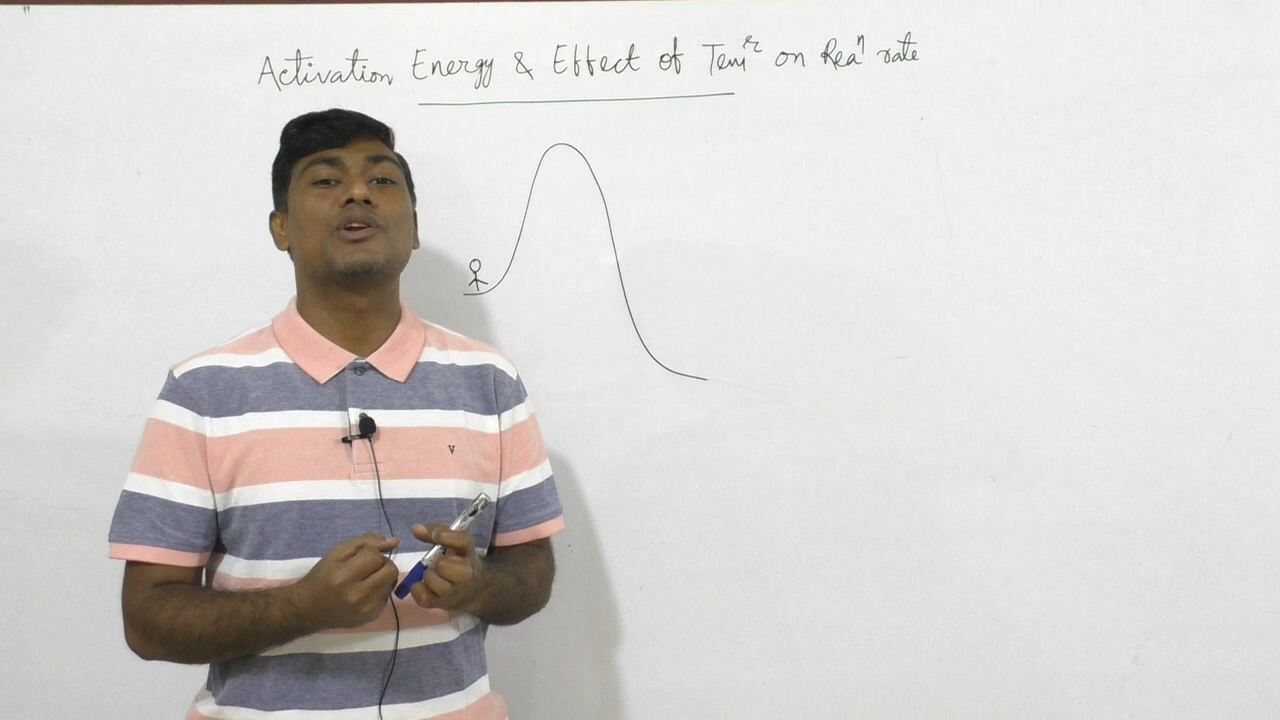 Activation Energy & Effect of Temʳ on Reaⁿ rate
V